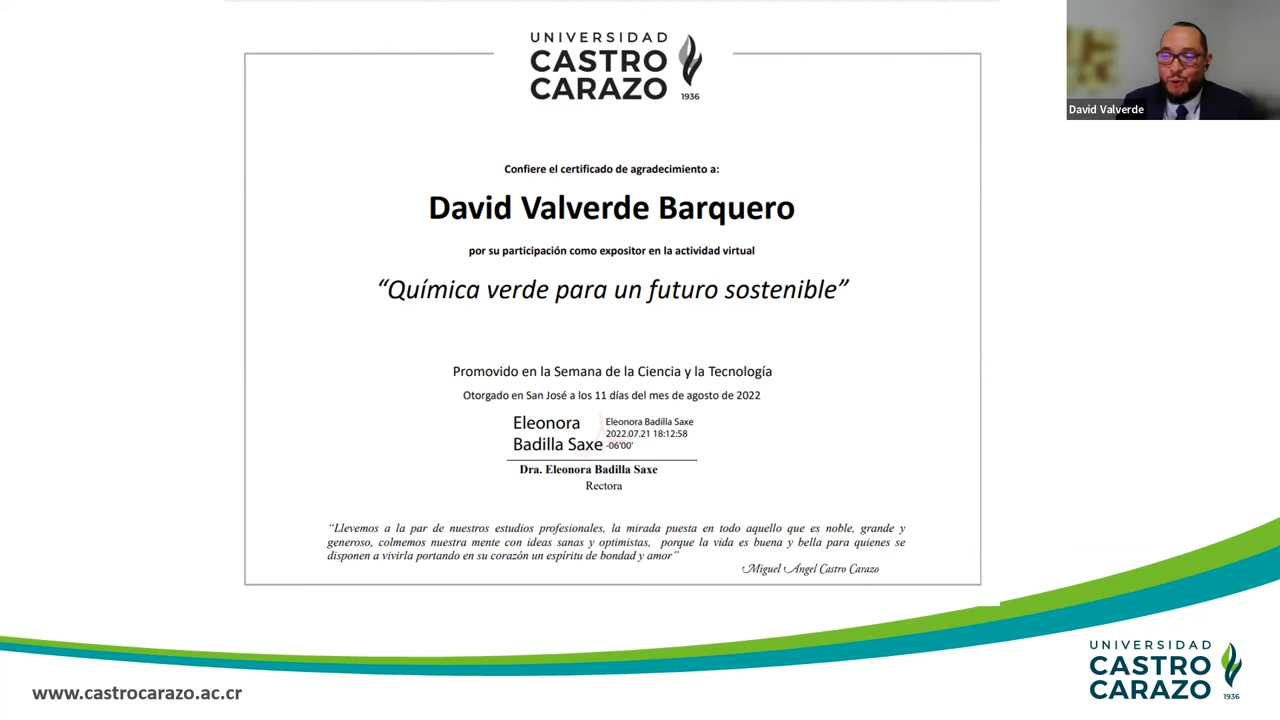 UNIVERSIDAD
CASTRO
CARAZO
1936
David Valverde
Confiere el certificado de agradecimiento a:
David Valverde Barquero
por su participación como expositor en la actividad virtual
“Química verde para un futuro sostenible”
Promovido en la Semana de la Ciencia y la Tecnología
Otorgado en San José a los 11 días del mes de agosto de 2022
Eleonora
Badilla Saxe
Eleonora Badilla Saxe
2022.07.21 18:12:58
-06'00'
Dra. Eleonora Badilla Saxe
Rectora
“Llevemos a la par de nuestros estudios profesionales, la mirada puesta en todo aquello que es noble, grande y
generoso, colmemos nuestra mente con ideas sanas y optimistas, porque la vida es buena y bella para quienes se
disponen a vivirla portando en su corazón un espíritu de bondad y amor”
Miguel Ángel Castro Carazo
www.castrocarazo.ac.cr
UNIVERSIDAD
CASTRO
CARAZO
1936